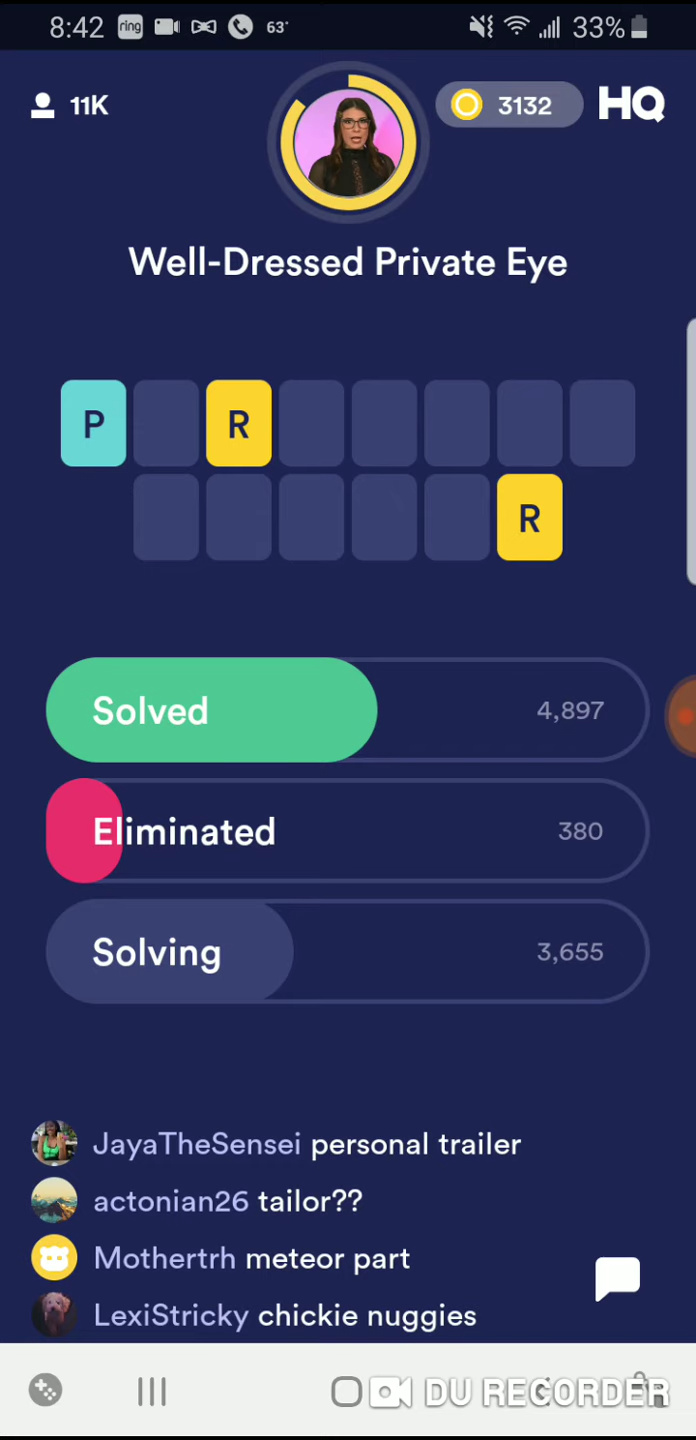 8:42 ring 63° 33%
11K 3132 HQ
Well-Dressed Private Eye
P R
R
Solved 4,897
Eliminated 380
Solving 3,655
JayaTheSensei personal trailer
actonian26 tailor??
Mothertrh meteor part
LexiStricky chickie nuggies
DU RECORDER